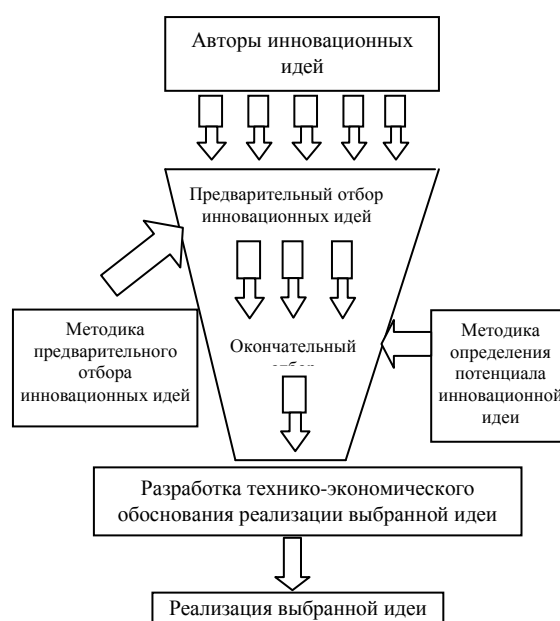 Авторы инновационных
идей
Предварительный отбор
инновационных идей
Методика
предварительного
отбора
инновационных идей
Окончательный
Методика
определения
потенциала
инновационной
идеи
Разработка технико-экономического
обоснования реализации выбранной идеи
Реализация выбранной идеи